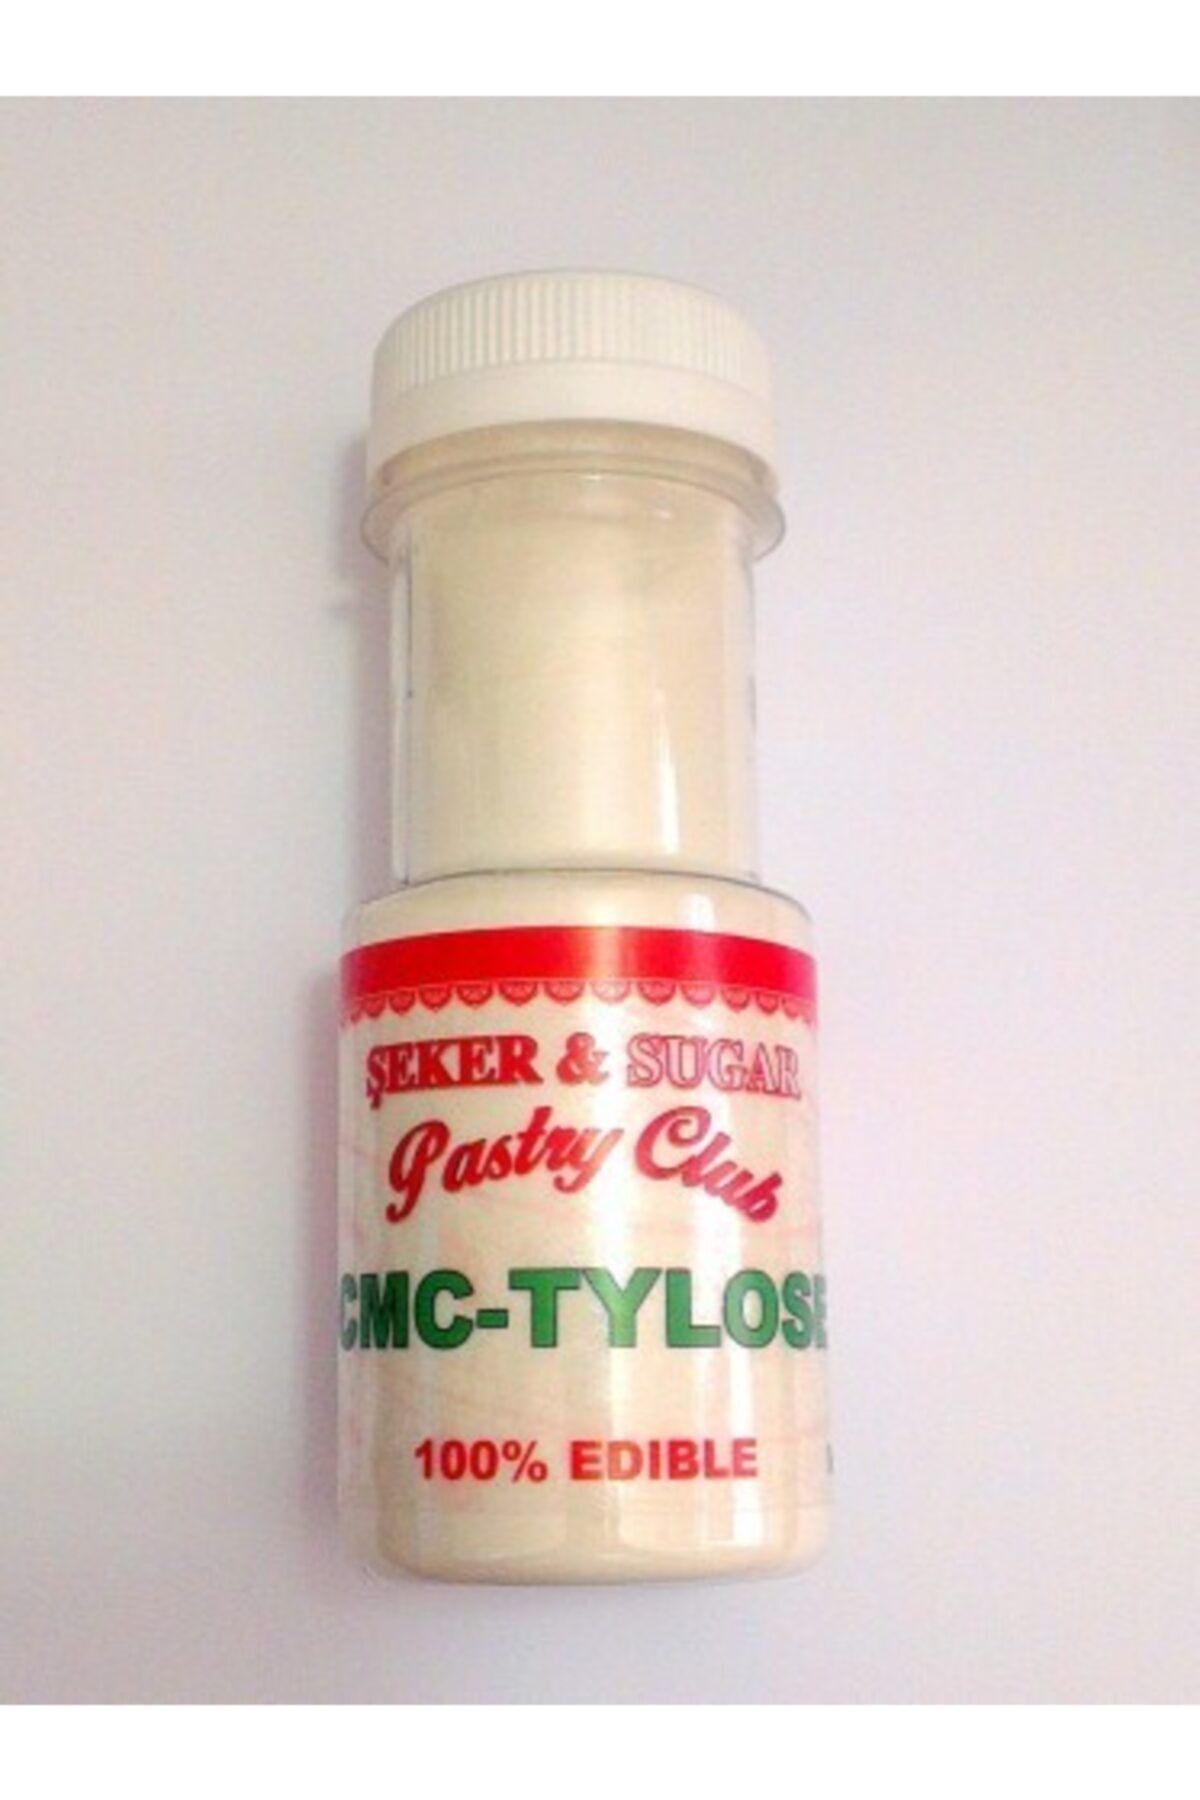 ŞEKER & SUGAR
Pastry Club
CMC-TYLOSE
100% EDIBLE